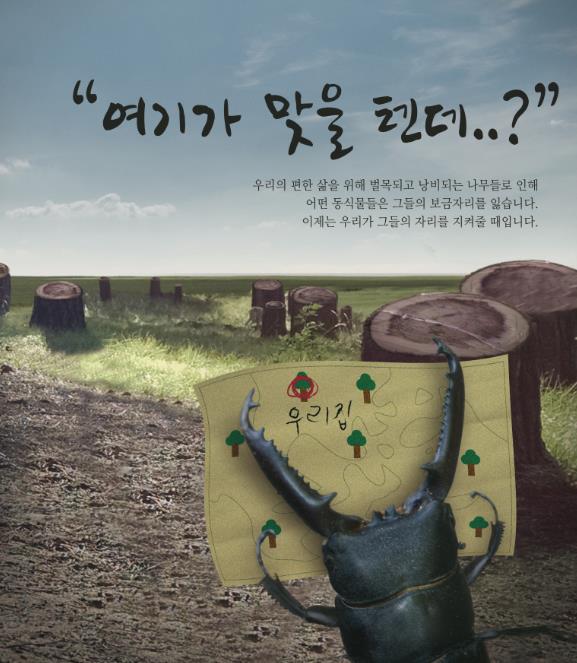 “여기가 맞을 텐데..?”
우리의 편한 삶을 위해 벌목되고 낭비되는 나무들로 인해
어떤 동식물들은 그들의 보금자리를 잃습니다.
이제는 우리가 그들의 자리를 지켜줄 때입니다.
우리집